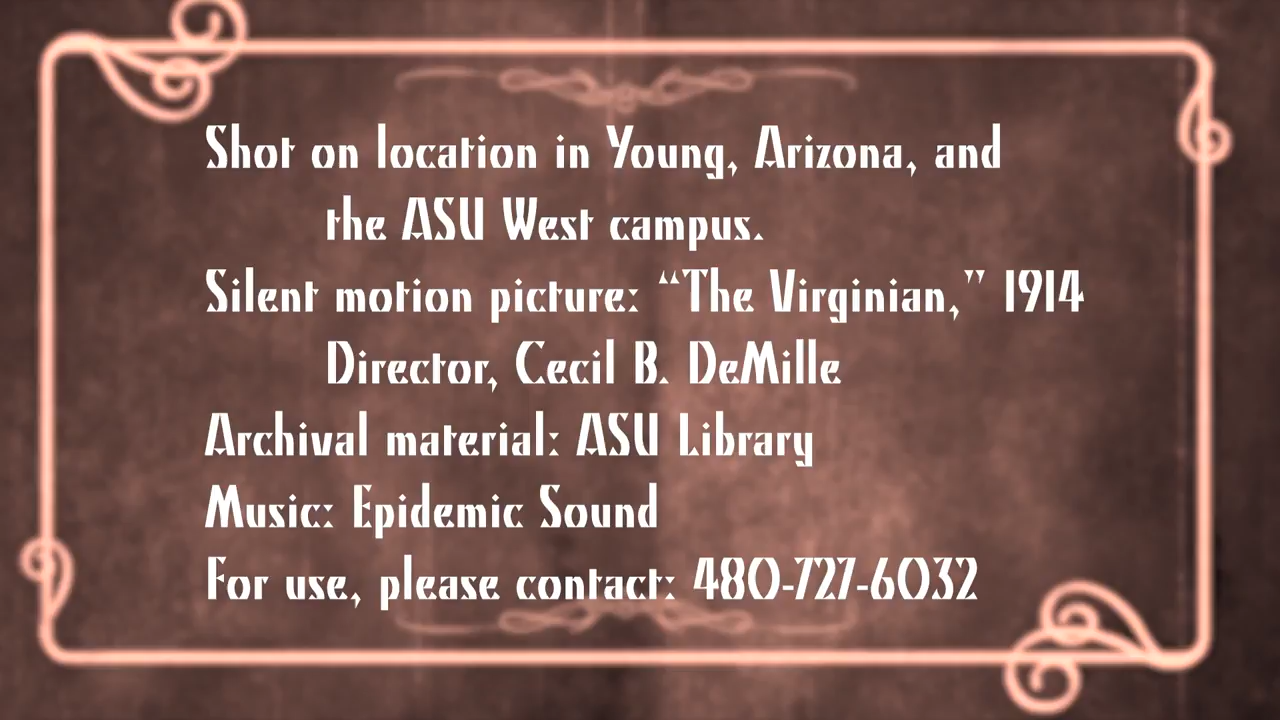 Shot on location in Young, Arizona, and
the ASU West campus.
Silent motion picture: “The Virginian,” 1914
Director, Cecil B. DeMille
Archival material: ASU Library
Music: Epidemic Sound
For use, please contact: 480-727-6032